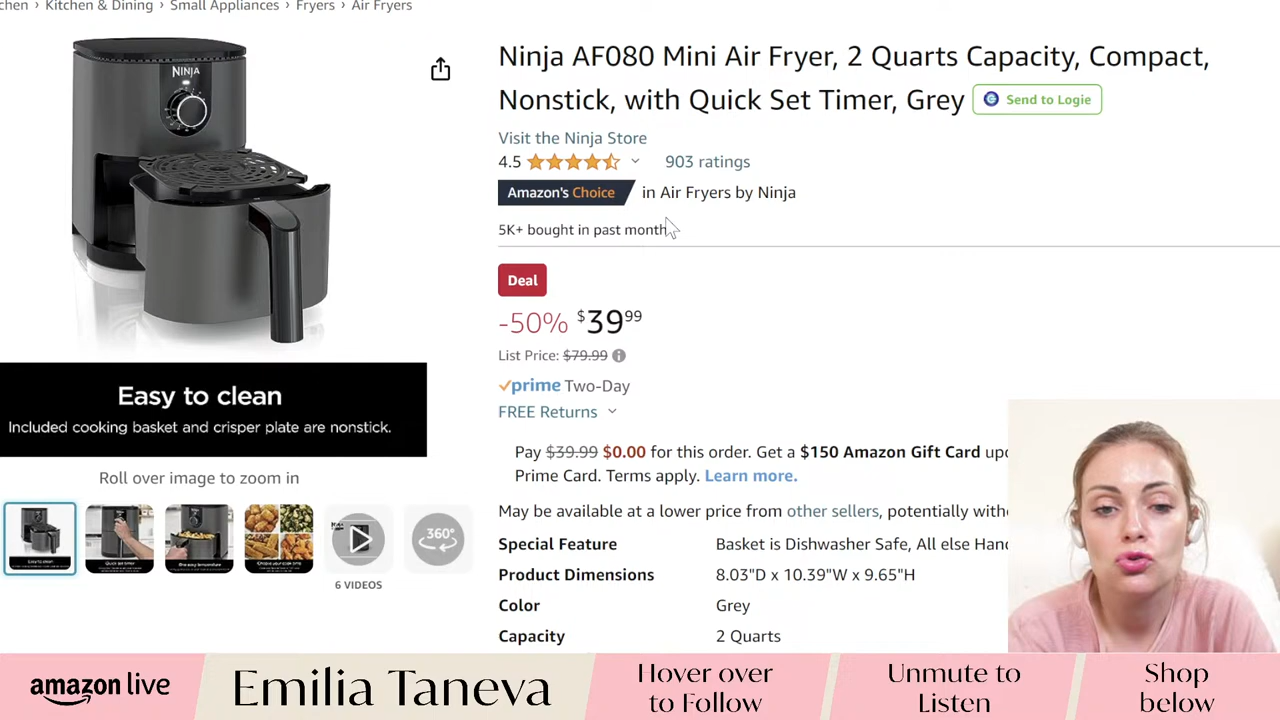 chen › Kitchen & Dining › Small Appliances › Fryers › Air Fryers
NINJA
Easy to clean
Included cooking basket and crisper plate are nonstick.
Roll over image to zoom in
360°
6 VIDEOS
Ninja AF080 Mini Air Fryer, 2 Quarts Capacity, Compact,
Nonstick, with Quick Set Timer, Grey
Send to Logie
Visit the Ninja Store
4.5
903 ratings
Amazon's Choice in Air Fryers by Ninja
5K+ bought in past month
Deal
-50% $39.99
List Price: $79.99
prime Two-Day
FREE Returns
Pay $39.99 $0.00 for this order. Get a $150 Amazon Gift Card upo
Prime Card. Terms apply. Learn more.
May be available at a lower price from other sellers, potentially with
Special Feature Basket is Dishwasher Safe, All else Han
Product Dimensions 8.03"D x 10.39"W x 9.65"H
Color Grey
Capacity 2 Quarts
amazon live
Emilia Taneva
Hover over
to Follow
Unmute to
Listen
Shop
below